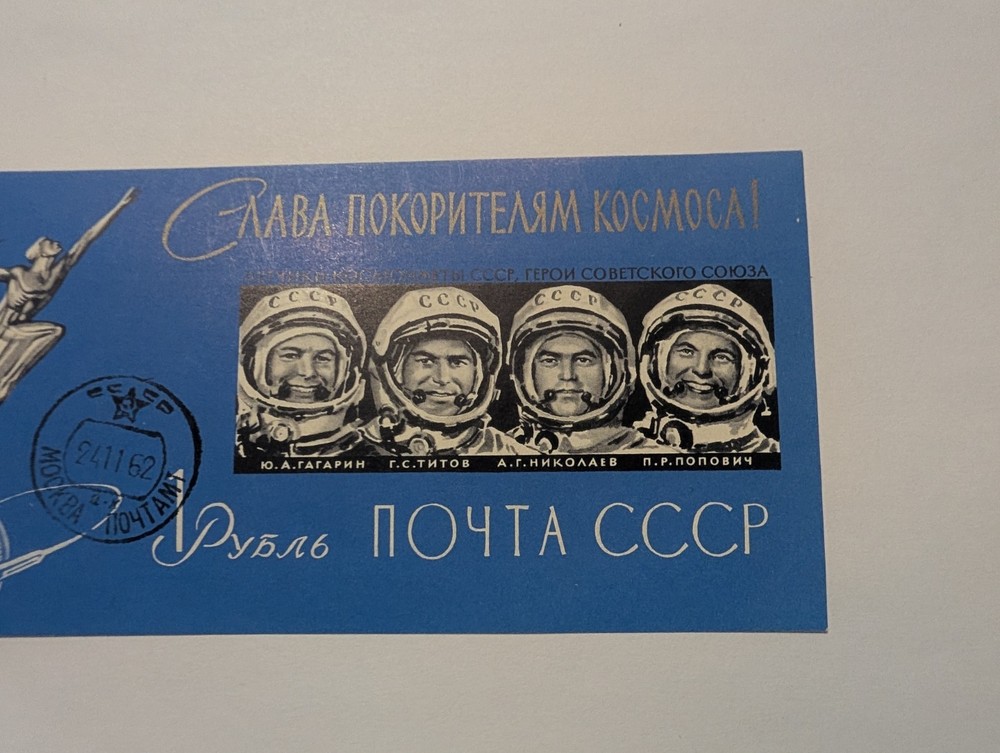 СЛАВА ПОКОРИТЕЛЯМ КОСМОСА!
СССР, ГЕРОИ СОВЕТСКОГО СОЮЗА
СССР СССР СССР СССР
Ю.А.ГАГАРИН Г.С.ТИТОВ А.Г.НИКОЛАЕВ П.Р.ПОПОВИЧ
СССР
24 11 62
МОСКВА ПОЧТАМТ
1 РУБЛЬ ПОЧТА СССР